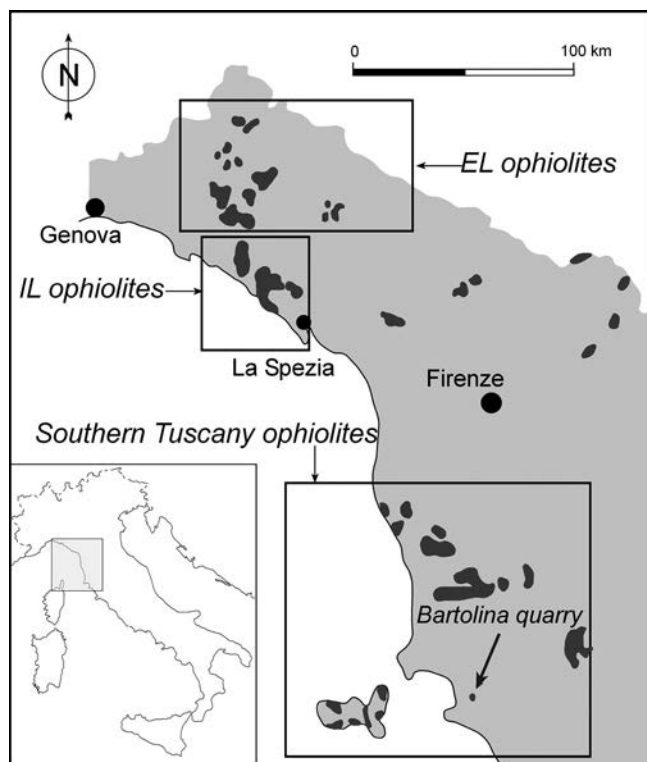 0 100 km
N
EL ophiolites
Genova
IL ophiolites
La Spezia
Firenze
Southern Tuscany ophiolites
Bartolina quarry